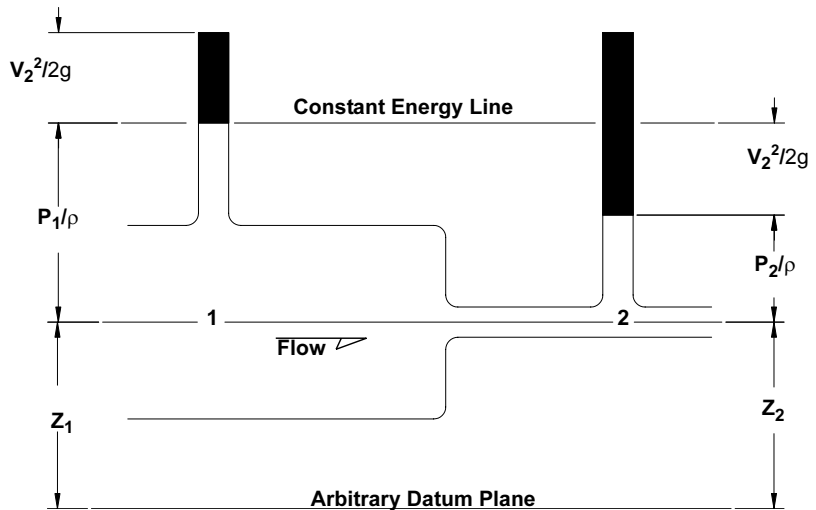 V₂²/2g
Constant Energy Line
V₂²/2g
P₁/ρ
P₂/ρ
1
2
Flow
Z₁
Z₂
Arbitrary Datum Plane